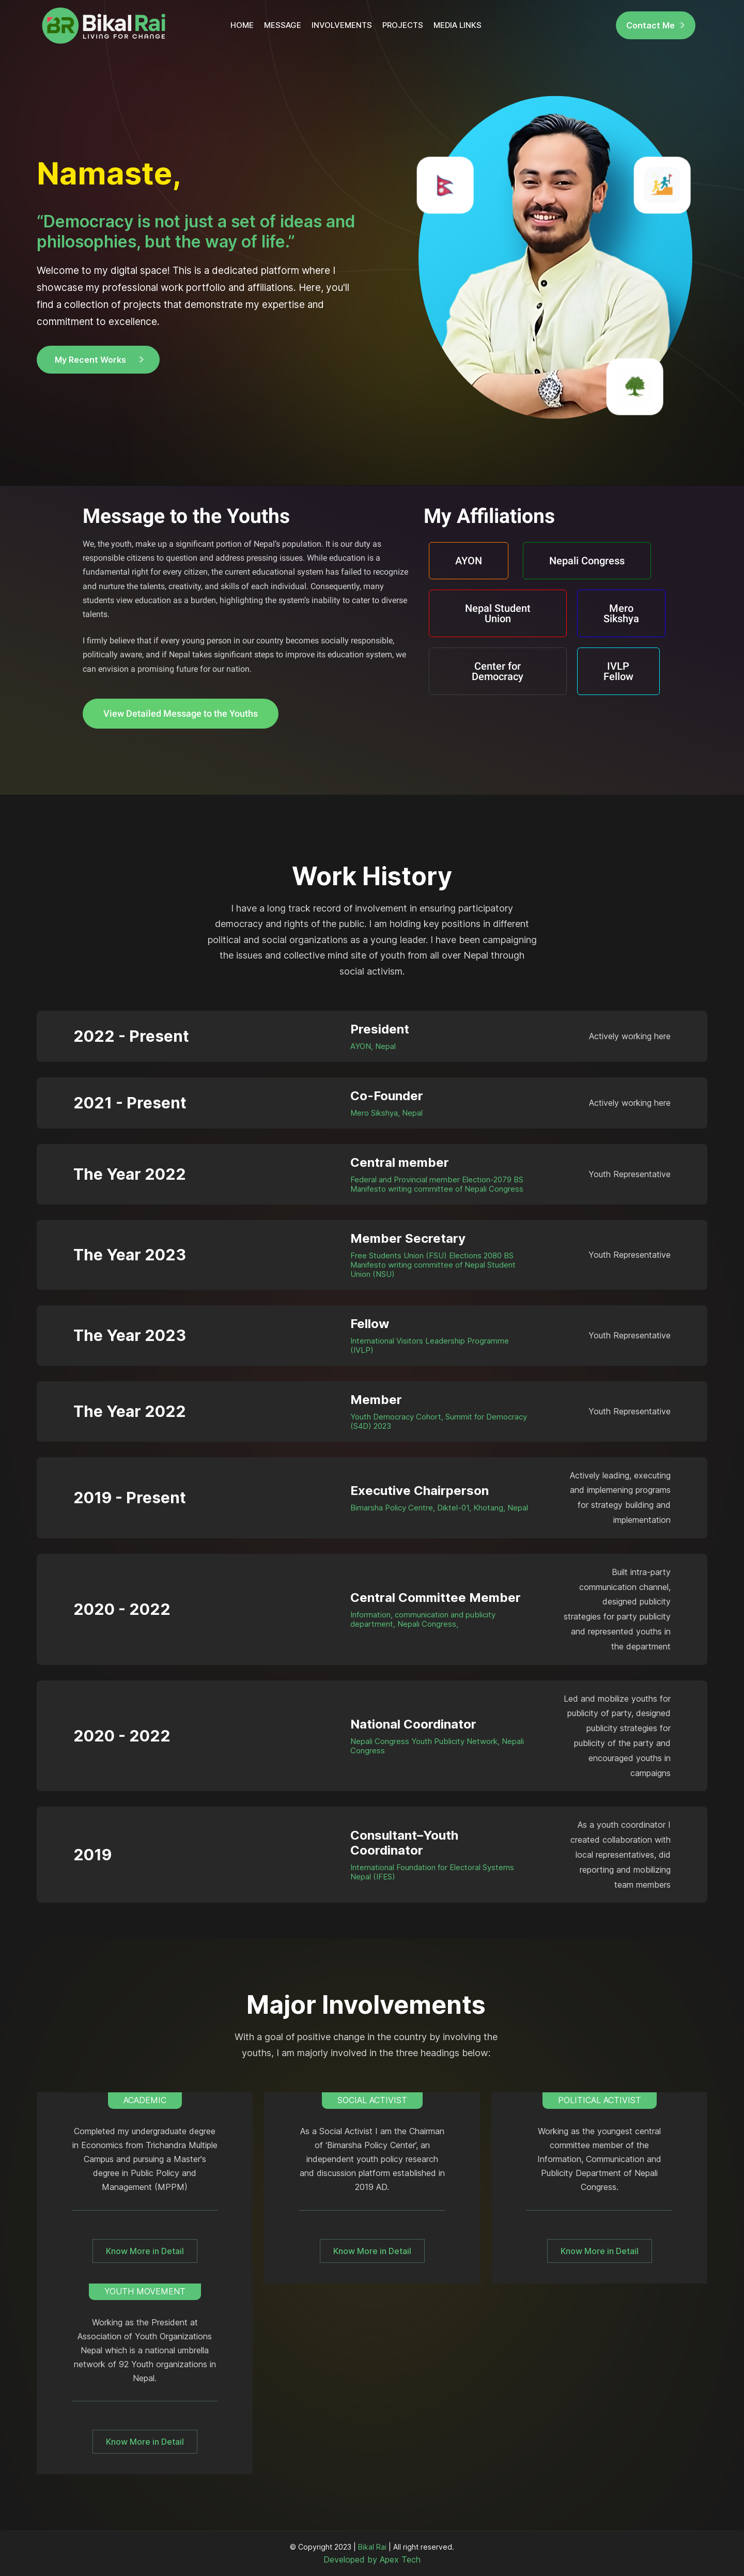 BR Bikal Rai
LIVING FOR CHANGE
HOME MESSAGE INVOLVEMENTS PROJECTS MEDIA LINKS
Contact Me
Namaste,
“Democracy is not just a set of ideas and
philosophies, but the way of life.”
Welcome to my digital space! This is a dedicated platform where I
showcase my professional work portfolio and affiliations. Here, you'll
find a collection of projects that demonstrate my expertise and
commitment to excellence.
My Recent Works
Message to the Youths
We, the youth, make up a significant portion of Nepal's population. It is our duty as
responsible citizens to question and address pressing issues. While education is a
fundamental right for every citizen, the current educational system has failed to recognize
and nurture the talents, creativity, and skills of each individual. Consequently, many
students view education as a burden, highlighting the system's inability to cater to diverse
talents.
I firmly believe that if every young person in our country becomes socially responsible,
politically aware, and if Nepal takes significant steps to improve its education system, we
can envision a promising future for our nation.
View Detailed Message to the Youths
My Affiliations
AYON
Nepali Congress
Nepal Student
Union
Mero
Sikshya
Center for
Democracy
IVLP
Fellow
Work History
I have a long track record of involvement in ensuring participatory
democracy and rights of the public. I am holding key positions in different
political and social organizations as a young leader. I have been campaigning
the issues and collective mind site of youth from all over Nepal through
social activism.
2022 - Present
President
AYON, Nepal
Actively working here
2021 - Present
Co-Founder
Mero Sikshya, Nepal
Actively working here
The Year 2022
Central member
Federal and Provincial member Election-2079 BS
Manifesto writing committee of Nepali Congress
Youth Representative
The Year 2023
Member Secretary
Free Students Union (FSU) Elections 2080 BS
Manifesto writing committee of Nepal Student
Union (NSU)
Youth Representative
The Year 2023
Fellow
International Visitors Leadership Programme
(IVLP)
Youth Representative
The Year 2022
Member
Youth Democracy Cohort, Summit for Democracy
(S4D) 2023
Youth Representative
2019 - Present
Executive Chairperson
Bimarsha Policy Centre, Diktel-01, Khotang, Nepal
Actively leading, executing
and implemening programs
for strategy building and
implementation
2020 - 2022
Central Committee Member
Information, communication and publicity
department, Nepali Congress,
Built intra-party
communication channel,
designed publicity
strategies for party publicity
and represented youths in
the department
2020 - 2022
National Coordinator
Nepali Congress Youth Publicity Network, Nepali
Congress
Led and mobilize youths for
publicity of party, designed
publicity strategies for
publicity of the party and
encouraged youths in
campaigns
2019
Consultant–Youth
Coordinator
International Foundation for Electoral Systems
Nepal (IFES)
As a youth coordinator I
created collaboration with
local representatives, did
reporting and mobilizing
team members
Major Involvements
With a goal of positive change in the country by involving the
youths, I am majorly involved in the three headings below:
ACADEMIC
Completed my undergraduate degree
in Economics from Trichandra Multiple
Campus and pursuing a Master's
degree in Public Policy and
Management (MPPM)
Know More in Detail
SOCIAL ACTIVIST
As a Social Activist I am the Chairman
of 'Bimarsha Policy Center', an
independent youth policy research
and discussion platform established in
2019 AD.
Know More in Detail
POLITICAL ACTIVIST
Working as the youngest central
committee member of the
Information, Communication and
Publicity Department of Nepali
Congress.
Know More in Detail
YOUTH MOVEMENT
Working as the President at
Association of Youth Organizations
Nepal which is a national umbrella
network of 92 Youth organizations in
Nepal.
Know More in Detail
© Copyright 2023 | Bikal Rai | All right reserved.
Developed by Apex Tech